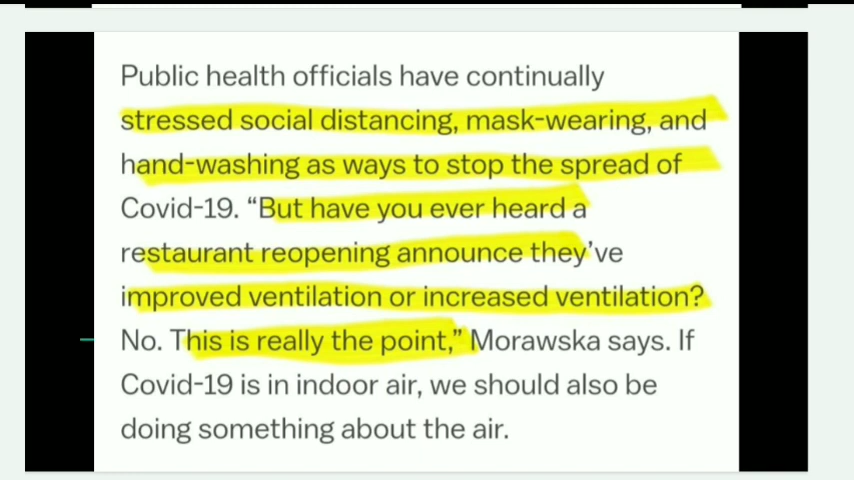 Public health officials have continually
stressed social distancing, mask-wearing, and
hand-washing as ways to stop the spread of
Covid-19. “But have you ever heard a
restaurant reopening announce they’ve
improved ventilation or increased ventilation?
No. This is really the point,” Morawska says. If
Covid-19 is in indoor air, we should also be
doing something about the air.